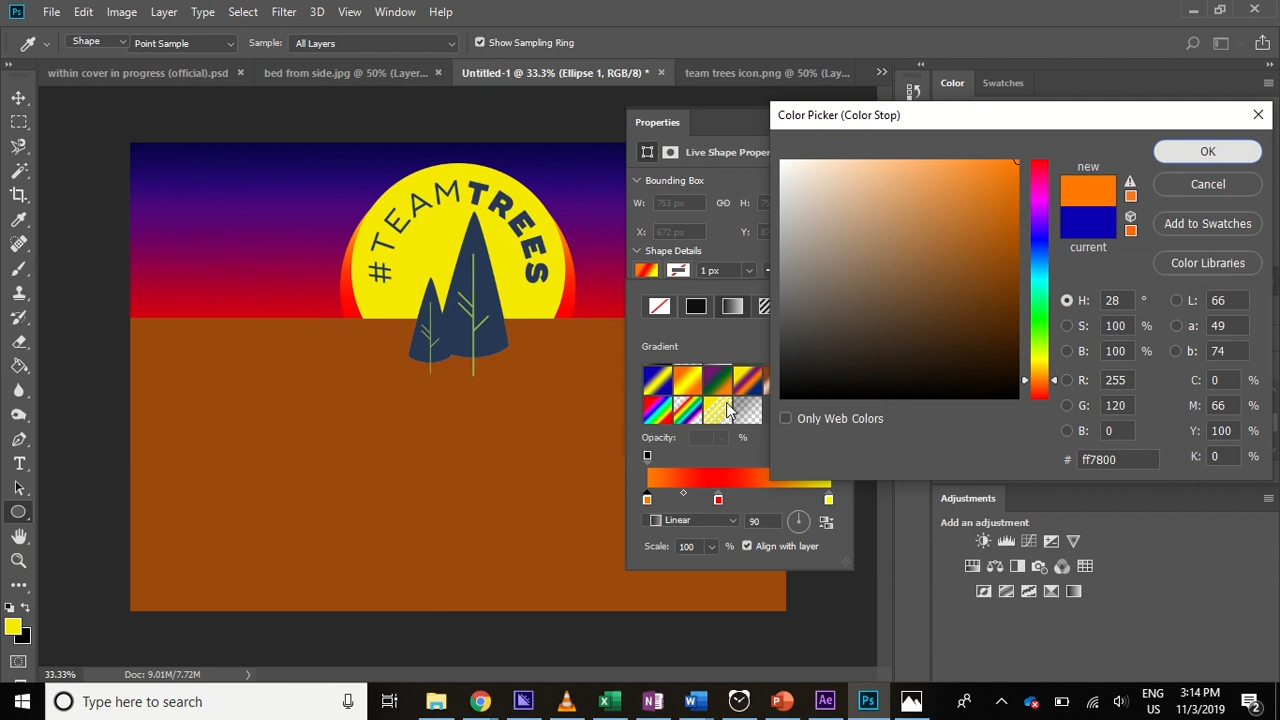 Ps File Edit Image Layer Type Select Filter 3D View Window Help
Shape Point Sample Sample: All Layers Show Sampling Ring
within cover in progress (official).psd × bed from side.jpg @ 50% (Layer... × Untitled-1 @ 33.3% (Ellipse 1, RGB/8) * × team trees icon.png @ 50% (Lay... »
Color Swatches
Properties
Live Shape Proper
Bounding Box
W: 753 px H:
X: 672 px Y:
Shape Details
1 px
Gradient
Opacity: %
Linear 90
Scale: 100 % Align with layer
#TEAMTREES
Color Picker (Color Stop)
new
current
OK
Cancel
Add to Swatches
Color Libraries
H: 28 ° L: 66
S: 100 % a: 49
B: 100 % b: 74
R: 255 C: 0 %
G: 120 M: 66 %
B: 0 Y: 100 %
# ff7800 K: 0 %
Only Web Colors
Adjustments
Add an adjustment
T
33.33% Doc: 9.01M/7.72M
Type here to search
Ae Ps
ENG
US
3:14 PM
11/3/2019
2